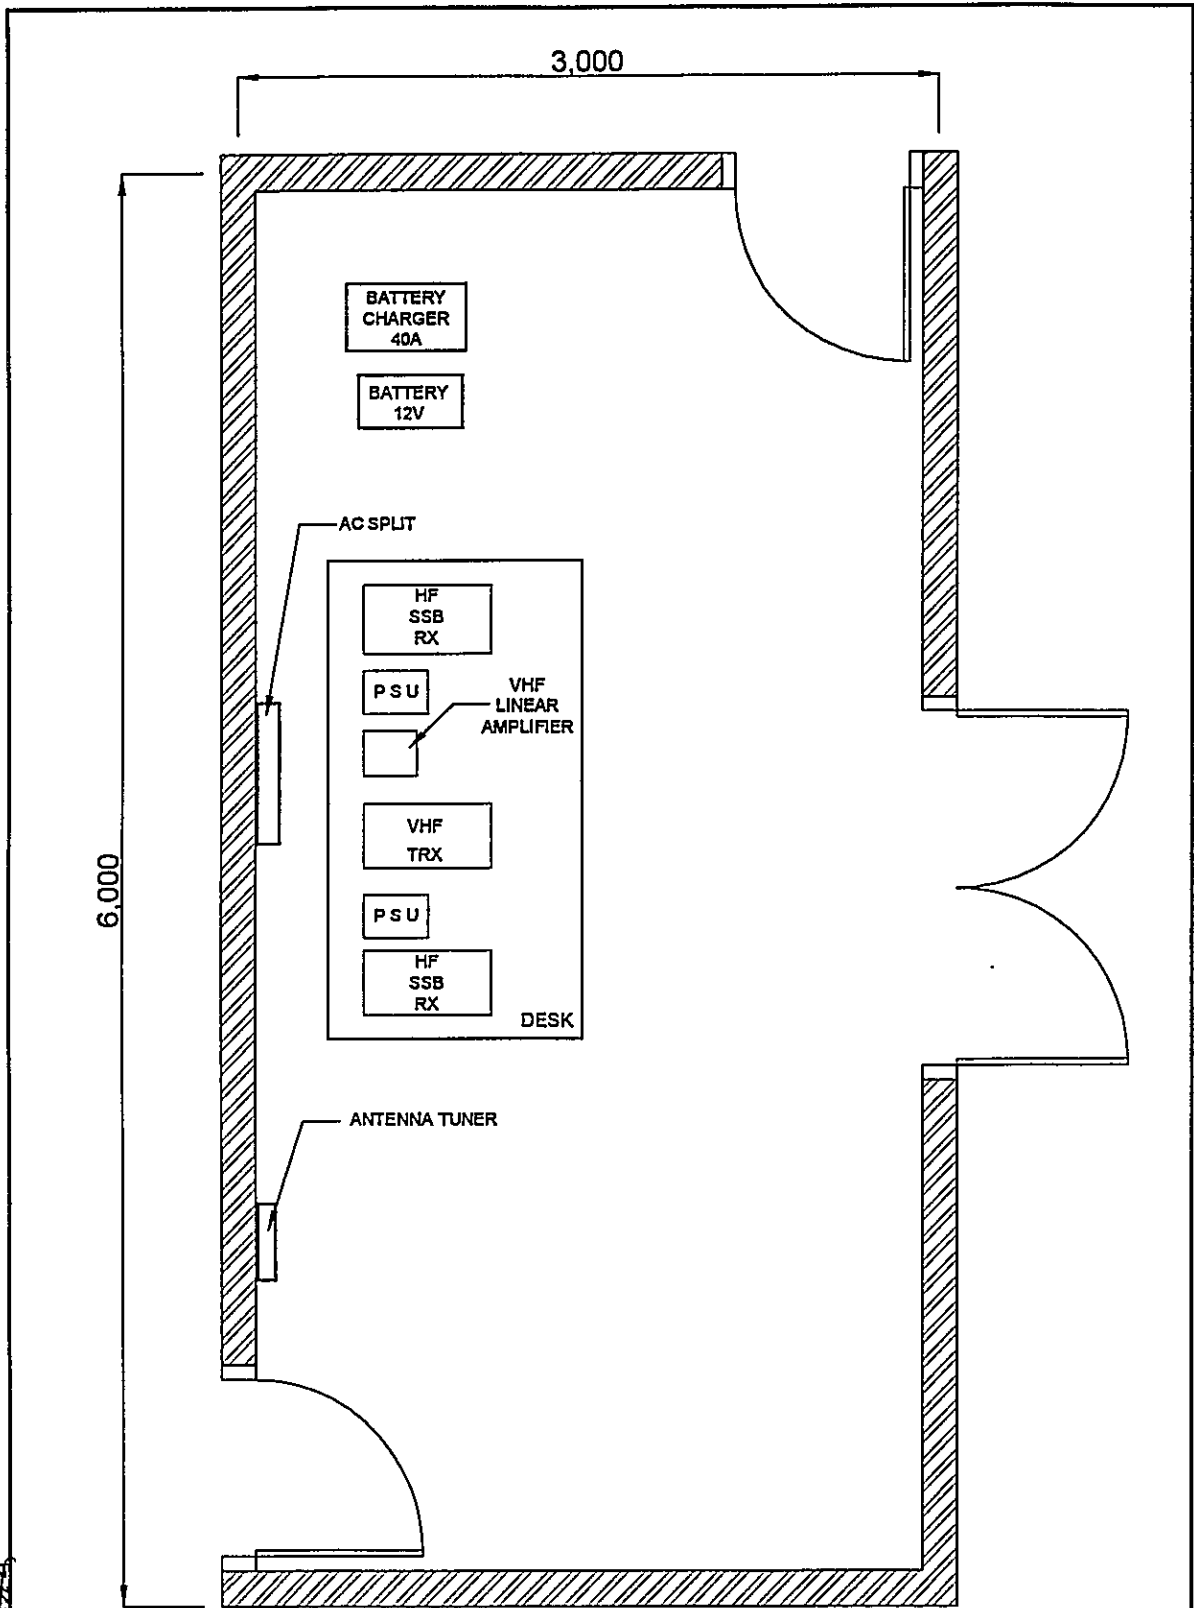 3,000
BATTERY
CHARGER
40A
BATTERY
12V
AC SPLIT
HF
SSB
RX
PSU
VHF
LINEAR
AMPLIFIER
VHF
TRX
6,000
PSU
HF
SSB
RX
DESK
ANTENNA TUNER